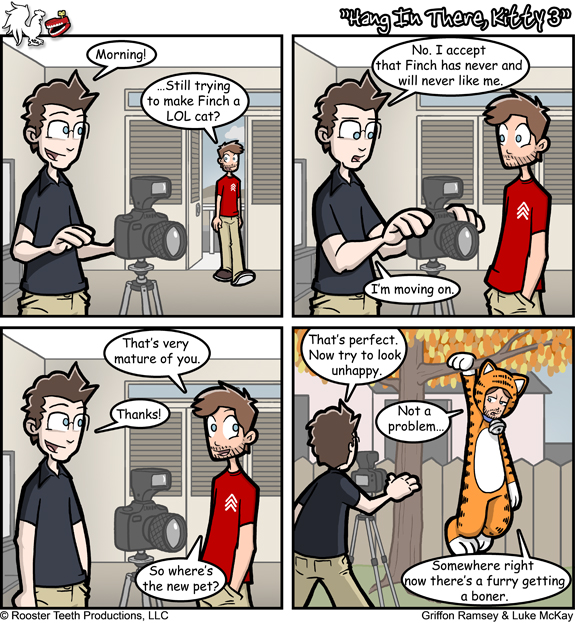 "Hang In There, Kitty 3"
Morning!
...Still trying
to make Finch a
LOL cat?
No. I accept
that Finch has never and
will never like me.
I'm moving on.
That's very
mature of you.
Thanks!
So where's
the new pet?
That's perfect.
Now try to look
unhappy.
Not a
problem...
Somewhere right
now there's a furry getting
a boner.
© Rooster Teeth Productions, LLC
Griffon Ramsey & Luke McKay